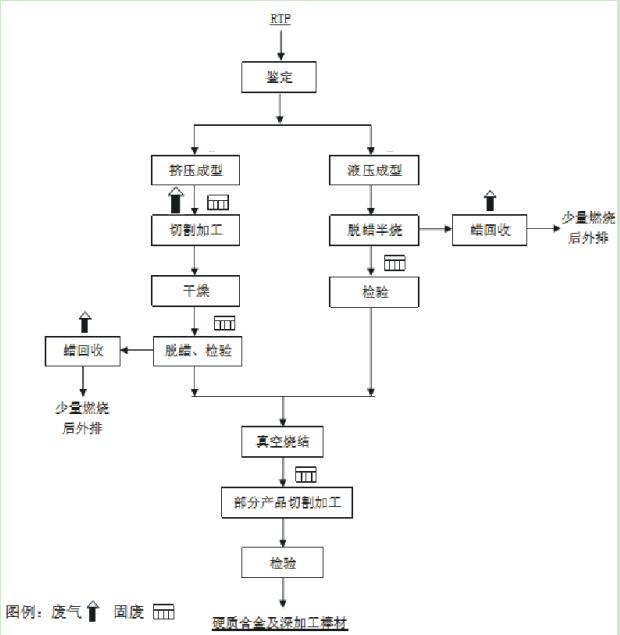 RTP
鉴定
挤压成型
液压成型
切割加工
脱蜡半烧
蜡回收
少量燃烧
后外排
干燥
检验
蜡回收
脱蜡、检验
少量燃烧
后外排
真空烧结
部分产品切割加工
检验
图例：废气
固废
硬质合金及深加工棒材